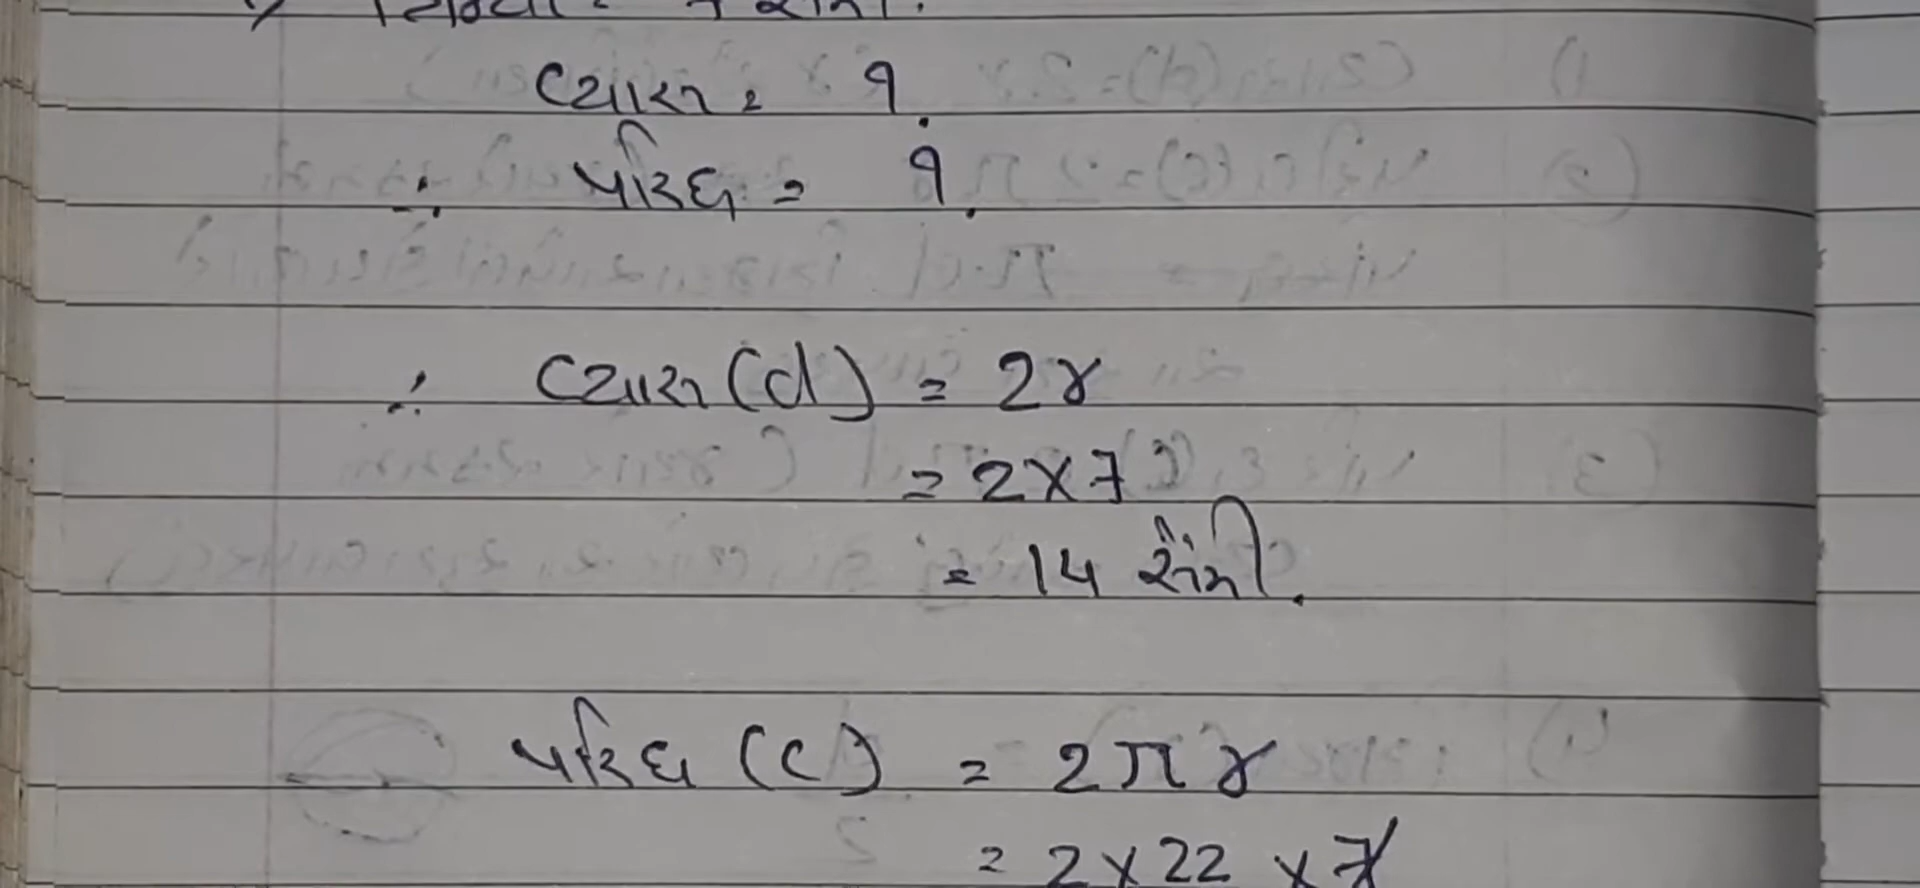 વ્યાસ = ?
∴ પરિઘ = ?
∴ વ્યાસ (d) = 2r
= 2 × 7
= 14 સેમી.
પરિઘ (c) = 2πr
= 2 × 22 × 7